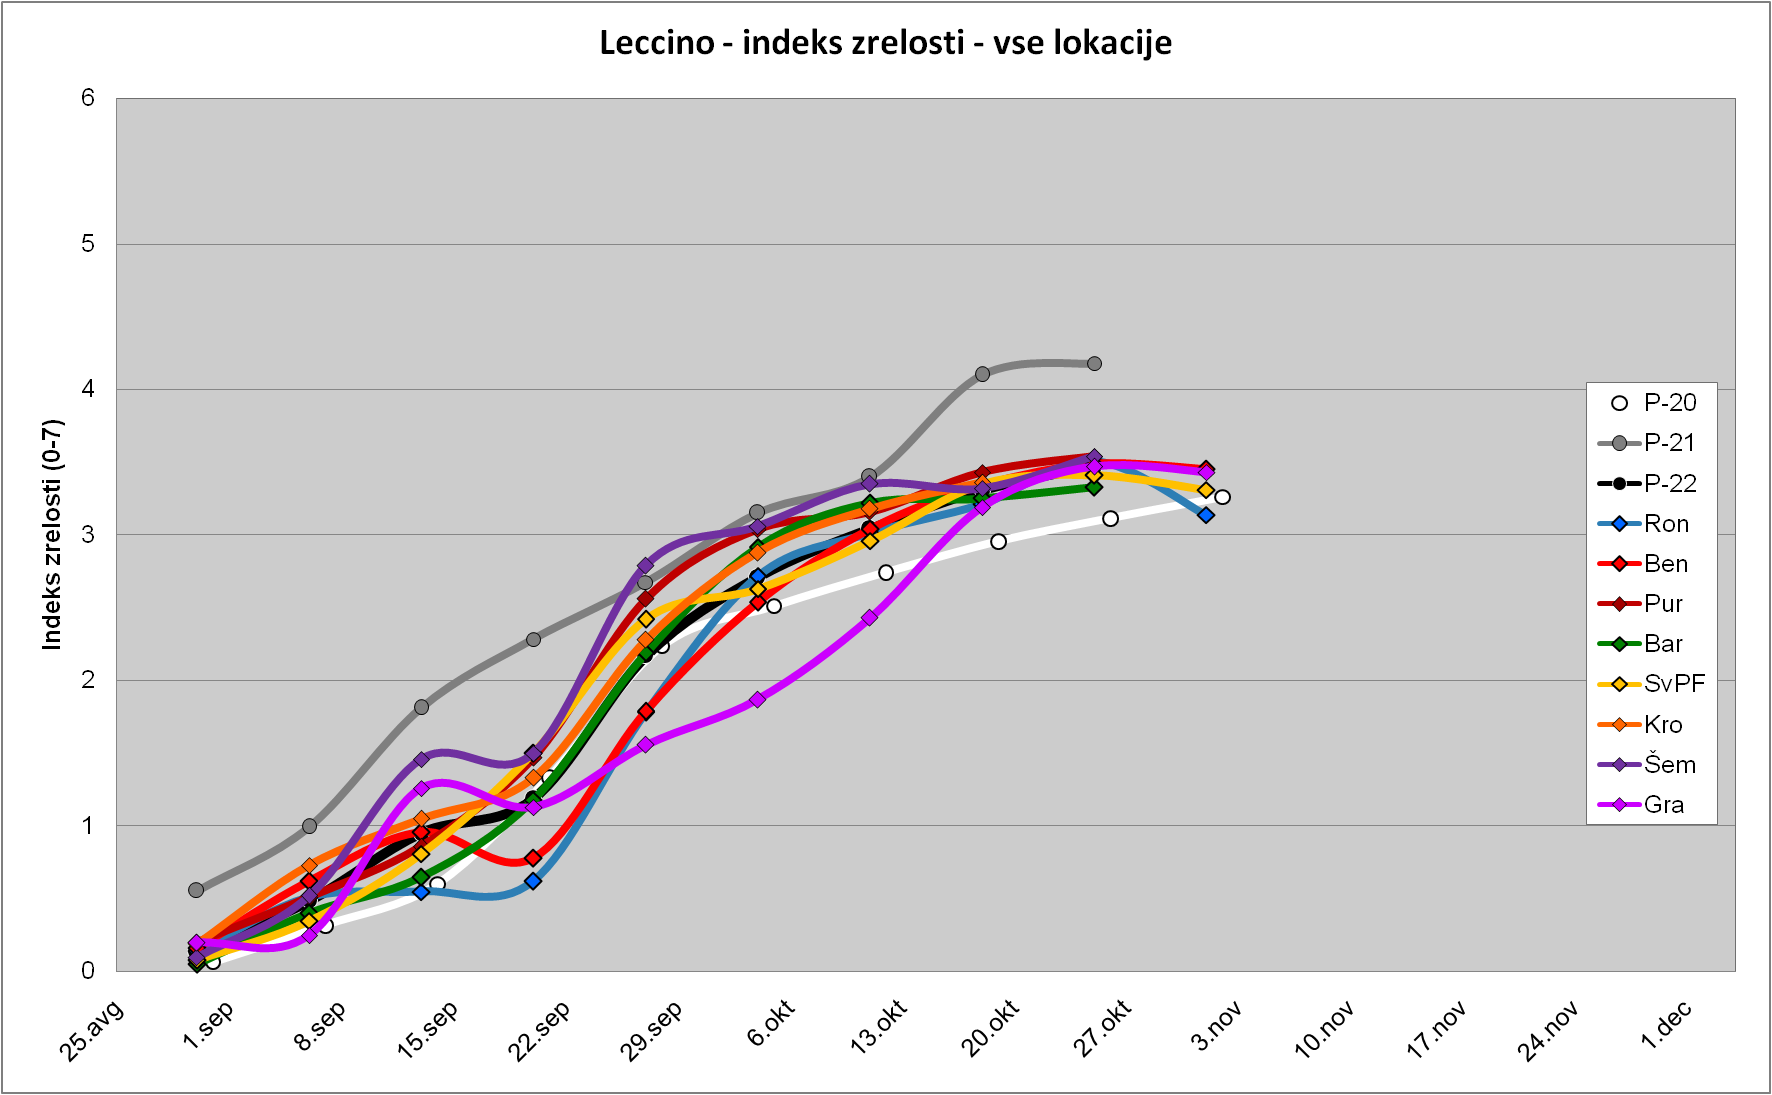 Leccino - indeks zrelosti - vse lokacije
Indeks zrelosti (0-7)
6
5
4
3
2
1
0
25.avg
1.sep
8.sep
15.sep
22.sep
29.sep
6.okt
13.okt
20.okt
27.okt
3.nov
10.nov
17.nov
24.nov
1.dec
P-20
P-21
P-22
Ron
Ben
Pur
Bar
SvPF
Kro
Šem
Gra